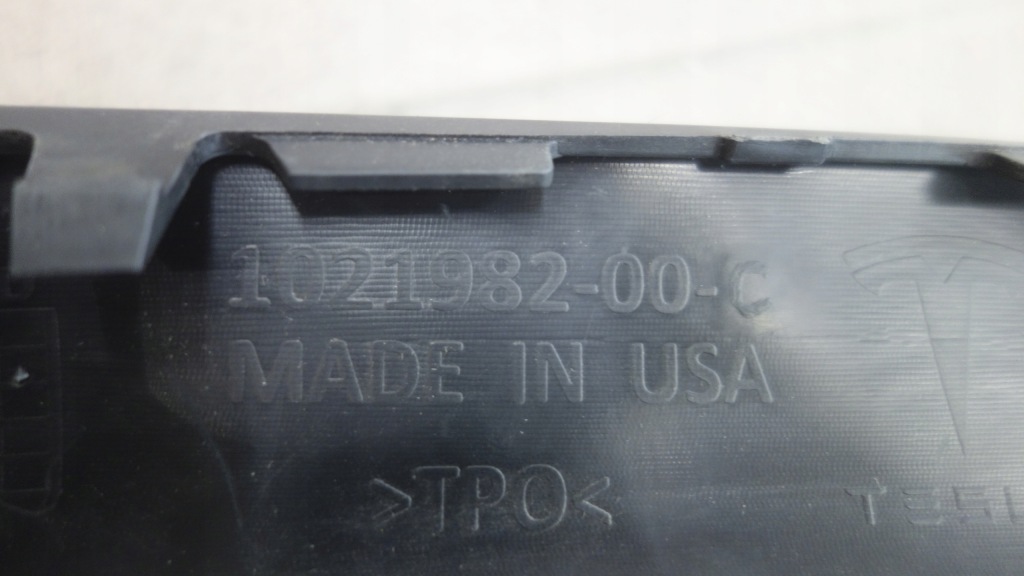 1021982-00-C
MADE IN USA
>TPO<